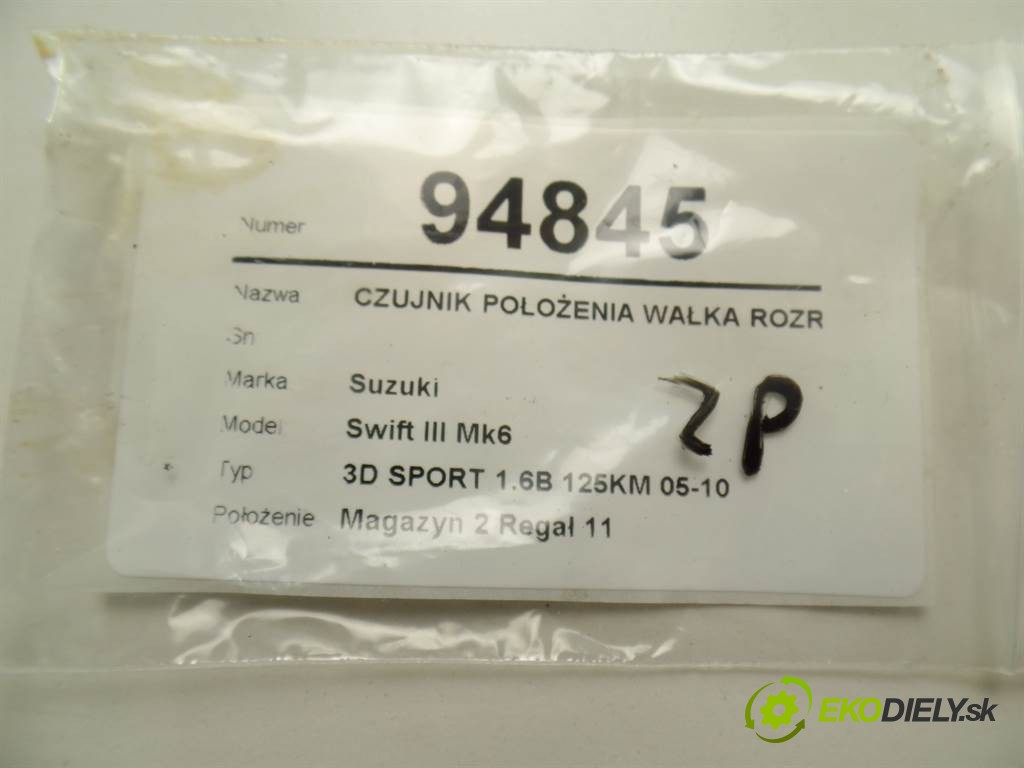 Numer 94845
Nazwa CZUJNIK POŁOŻENIA WAŁKA ROZR
Sn
Marka Suzuki
Model Swift III Mk6
ZP
Typ 3D SPORT 1.6B 125KM 05-10
Położenie Magazyn 2 Regał 11
EKODIELY.sk